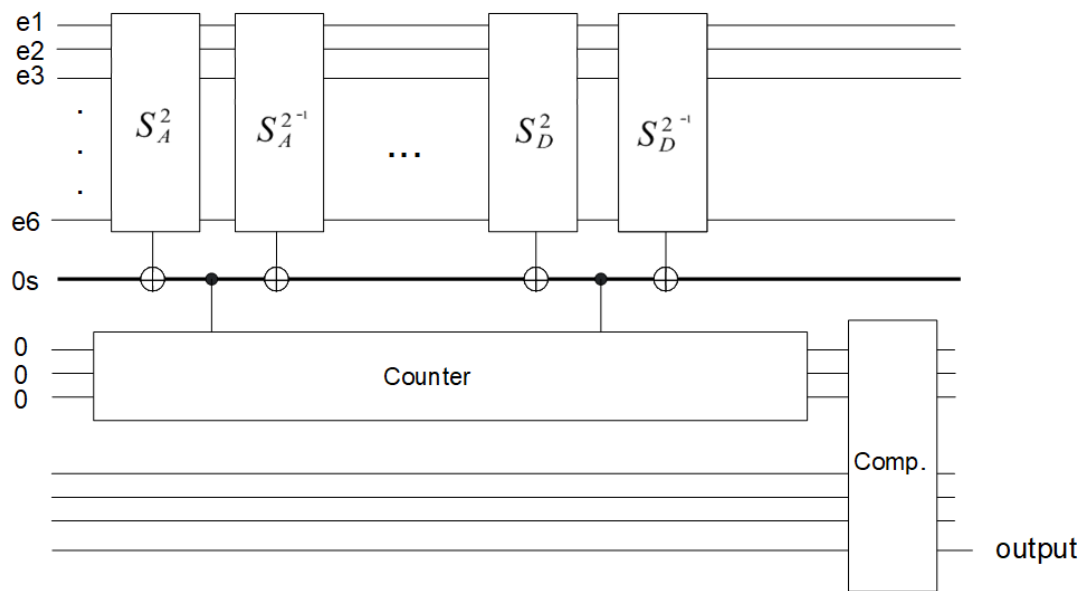 e1
e2
e3
.
.
.
e6
S_A^2 S_A^{2^{-1}} ... S_D^2 S_D^{2^{-1}}
0s
0
0
0
Counter
Comp.
output